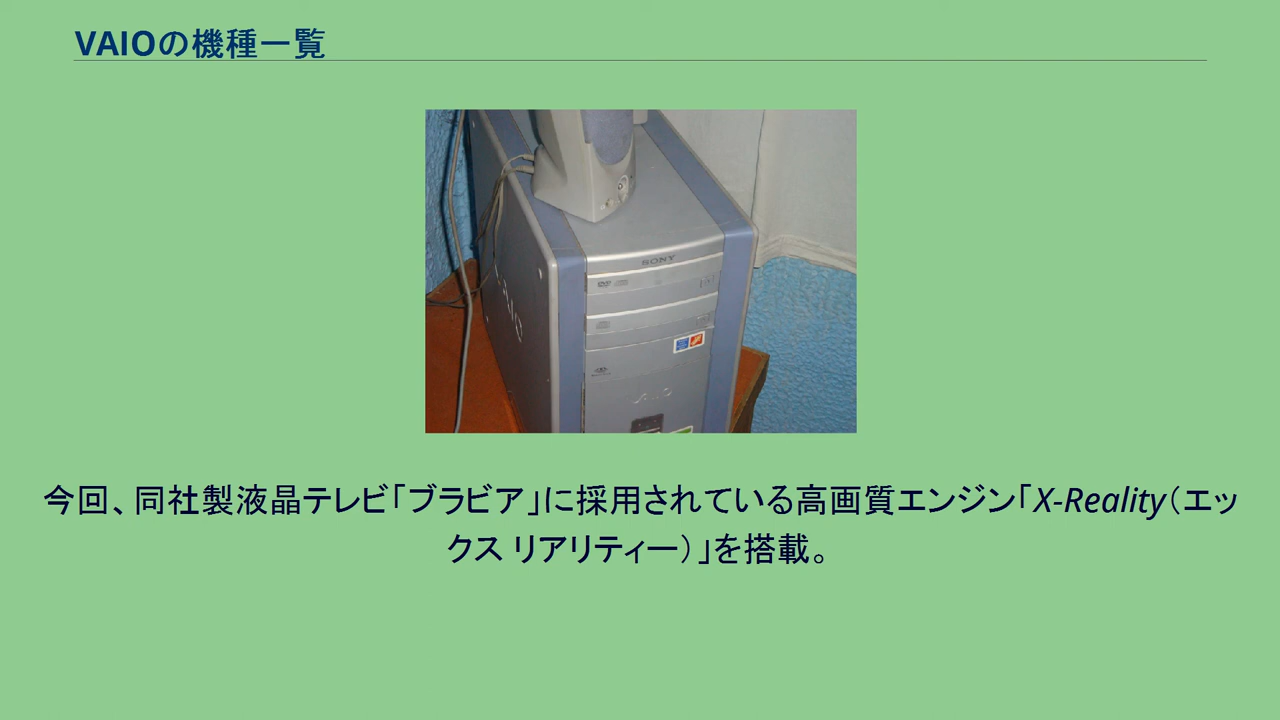 VAIOの機種一覧
SONY
VAIO
VAIO
今回、同社製液晶テレビ「ブラビア」に採用されている高画質エンジン「X-Reality（エッ
クス リアリティー）」を搭載。